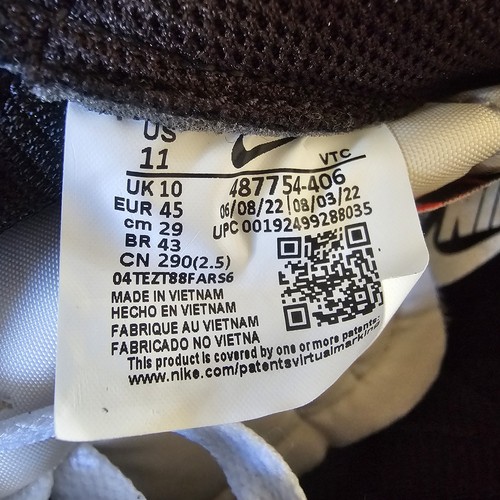 US
11
VTC
UK 10
EUR 45
cm 29
BR 43
CN 290(2.5)
487754-406
06/08/22 08/03/22
UPC 00192499288035
04TEZT88FARS6
MADE IN VIETNAM
HECHO EN VIETNAM
FABRIQUE AU VIETNAM
FABRICADO NO VIETNA
This product is covered by one or more patents:
www.nike.com/patentsvirtualmarking